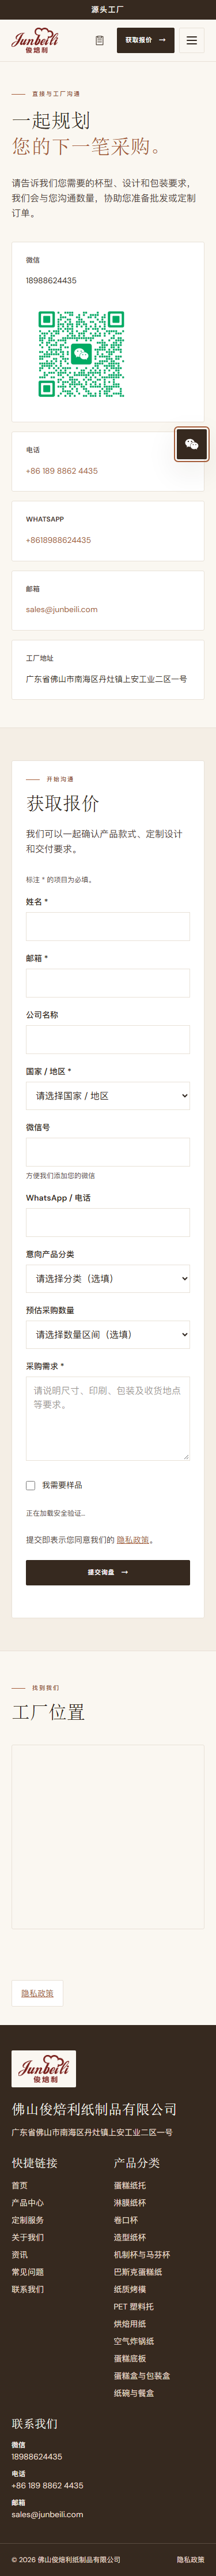 源头工厂
Junbeili
俊焙利
获取报价 →
直接与工厂沟通
一起规划
您的下一笔采购。
请告诉我们您需要的杯型、设计和包装要求，
我们会与您沟通数量，协助您准备批发或定制
订单。
微信
18988624435
电话
+86 189 8862 4435
WHATSAPP
+8618988624435
邮箱
sales@junbeili.com
工厂地址
广东省佛山市南海区丹灶镇上安工业二区一号
开始沟通
获取报价
我们可以一起确认产品款式、定制设计
和交付要求。
标注 * 的项目为必填。
姓名 *
邮箱 *
公司名称
国家 / 地区 *
请选择国家 / 地区
微信号
方便我们添加您的微信
WhatsApp / 电话
意向产品分类
请选择分类（选填）
预估采购数量
请选择数量区间（选填）
采购需求 *
请说明尺寸、印刷、包装及收货地点
等要求。
我需要样品
正在加载安全验证…
提交即表示您同意我们的 隐私政策。
提交询盘 →
找到我们
工厂位置
隐私政策
Junbeili
俊焙制
佛山俊焙利纸制品有限公司
广东省佛山市南海区丹灶镇上安工业二区一号
快捷链接
首页
产品中心
定制服务
关于我们
资讯
常见问题
联系我们
产品分类
蛋糕纸托
淋膜纸杯
卷口杯
造型纸杯
机制杯与马芬杯
巴斯克蛋糕纸
纸质烤模
PET 塑料托
烘焙用纸
空气炸锅纸
蛋糕底板
蛋糕盒与包装盒
纸碗与餐盒
联系我们
微信
18988624435
电话
+86 189 8862 4435
邮箱
sales@junbeili.com
© 2026 佛山俊焙利纸制品有限公司
隐私政策